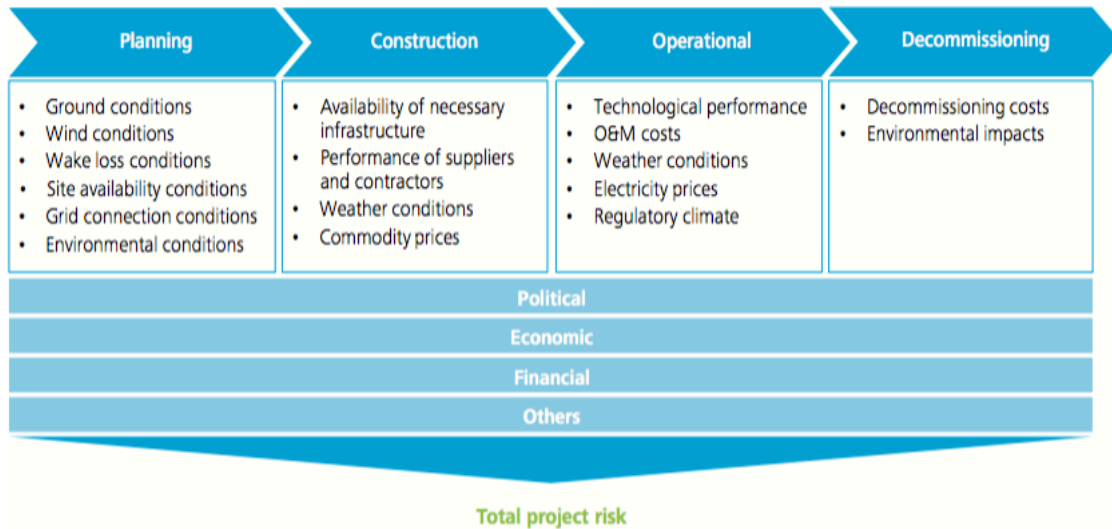 Planning
Construction
Operational
Decommissioning
• Ground conditions
• Wind conditions
• Wake loss conditions
• Site availability conditions
• Grid connection conditions
• Environmental conditions
• Availability of necessary
infrastructure
• Performance of suppliers
and contractors
• Weather conditions
• Commodity prices
• Technological performance
• O&M costs
• Weather conditions
• Electricity prices
• Regulatory climate
• Decommissioning costs
• Environmental impacts
Political
Economic
Financial
Others
Total project risk